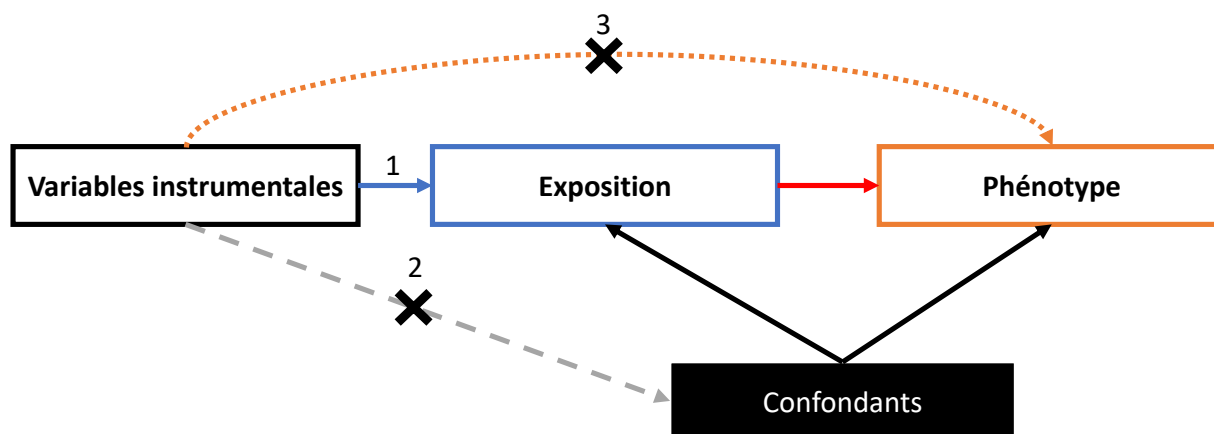 3
Variables instrumentales
1
Exposition
Phénotype
2
Confondants